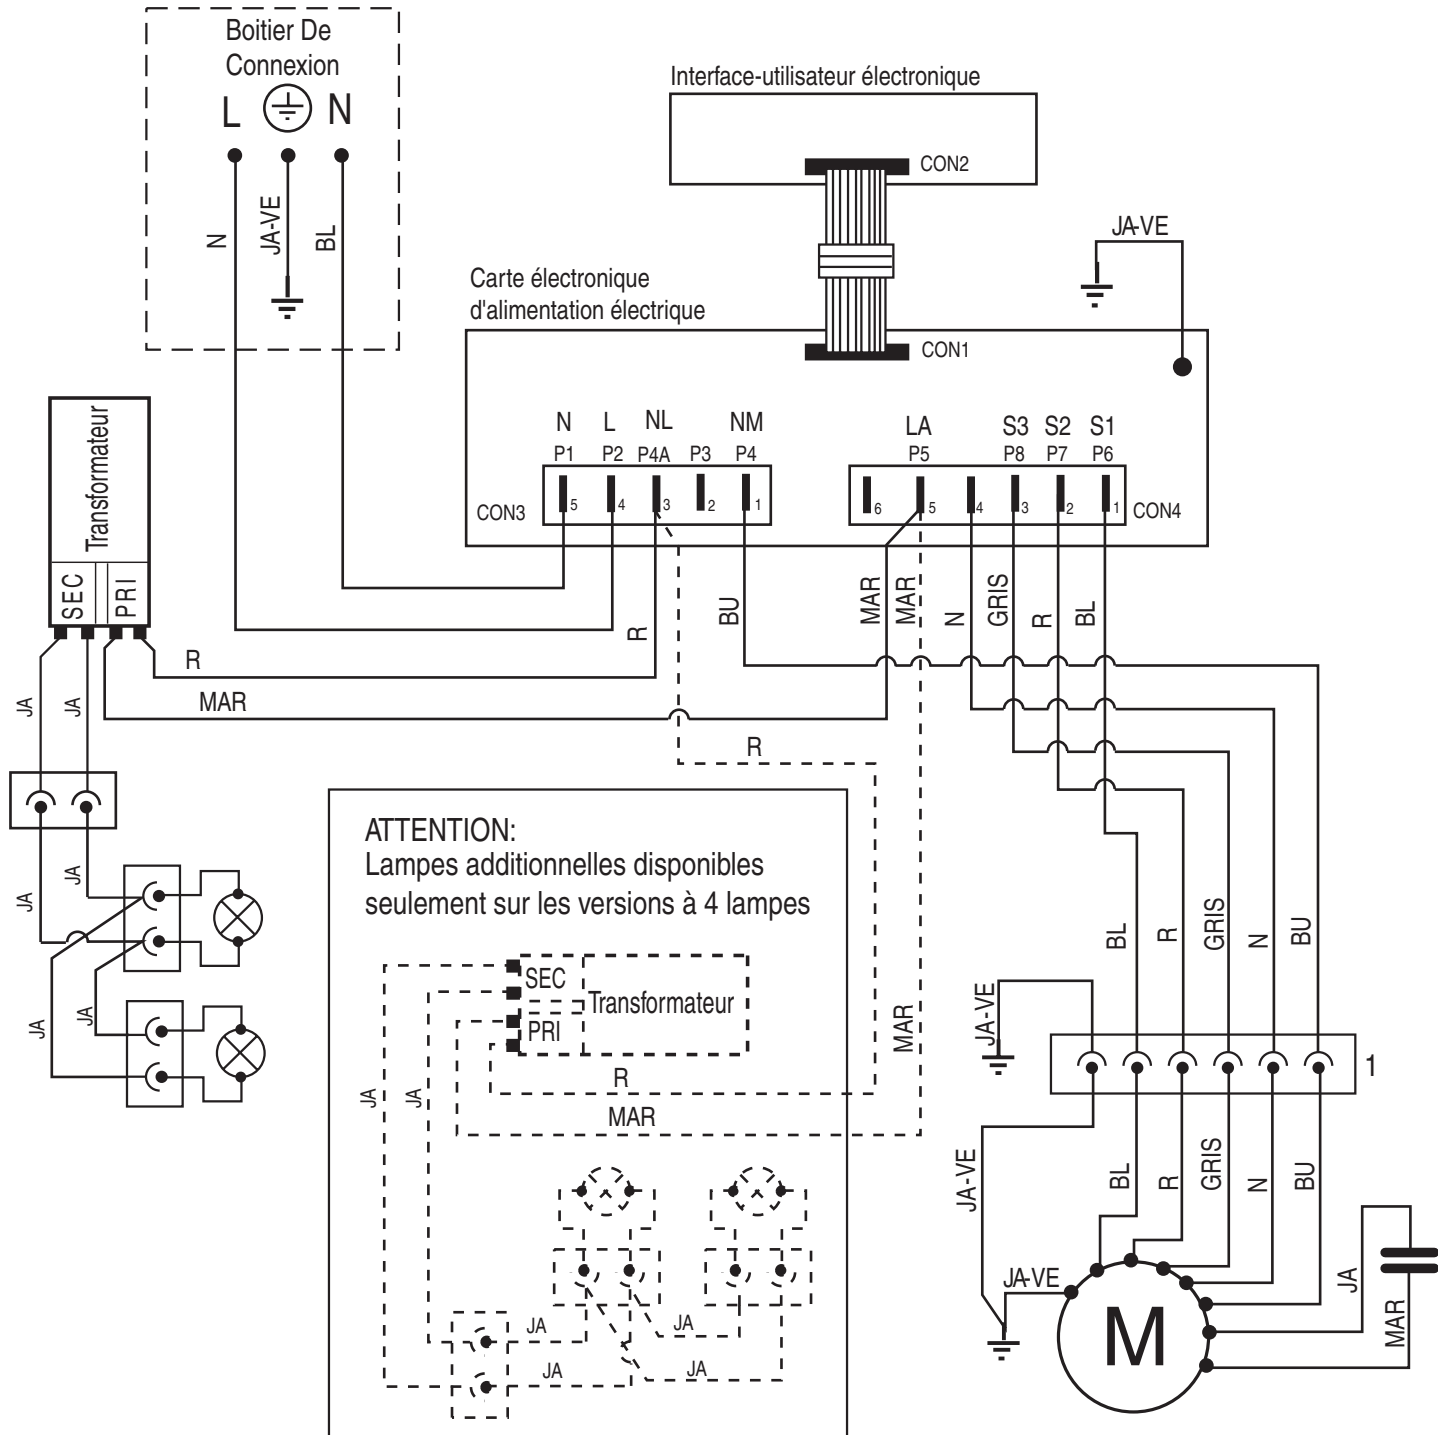 Boitier De
Connexion
L N
N
JA-VE
BL
Interface-utilisateur électronique
CON2
JA-VE
Carte électronique
d'alimentation électrique
CON1
N L NL NM LA S3 S2 S1
P1 P2 P4A P3 P4 P5 P8 P7 P6
CON3
5 4 3 2 1
6 5 4 3 2 1
CON4
Transformateur
SEC
PRI
R
MAR
JA
JA
R
BU
MAR
MAR
N
GRIS
R
BL
R
JA
JA
JA
JA
ATTENTION:
Lampes additionnelles disponibles
seulement sur les versions à 4 lampes
SEC
PRI
Transformateur
R
MAR
MAR
JA
JA
JA
JA
JA
JA
BL
R
GRIS
N
BU
JA-VE
1
JA-VE
BL
R
GRIS
N
BU
JA-VE
M
JA
MAR